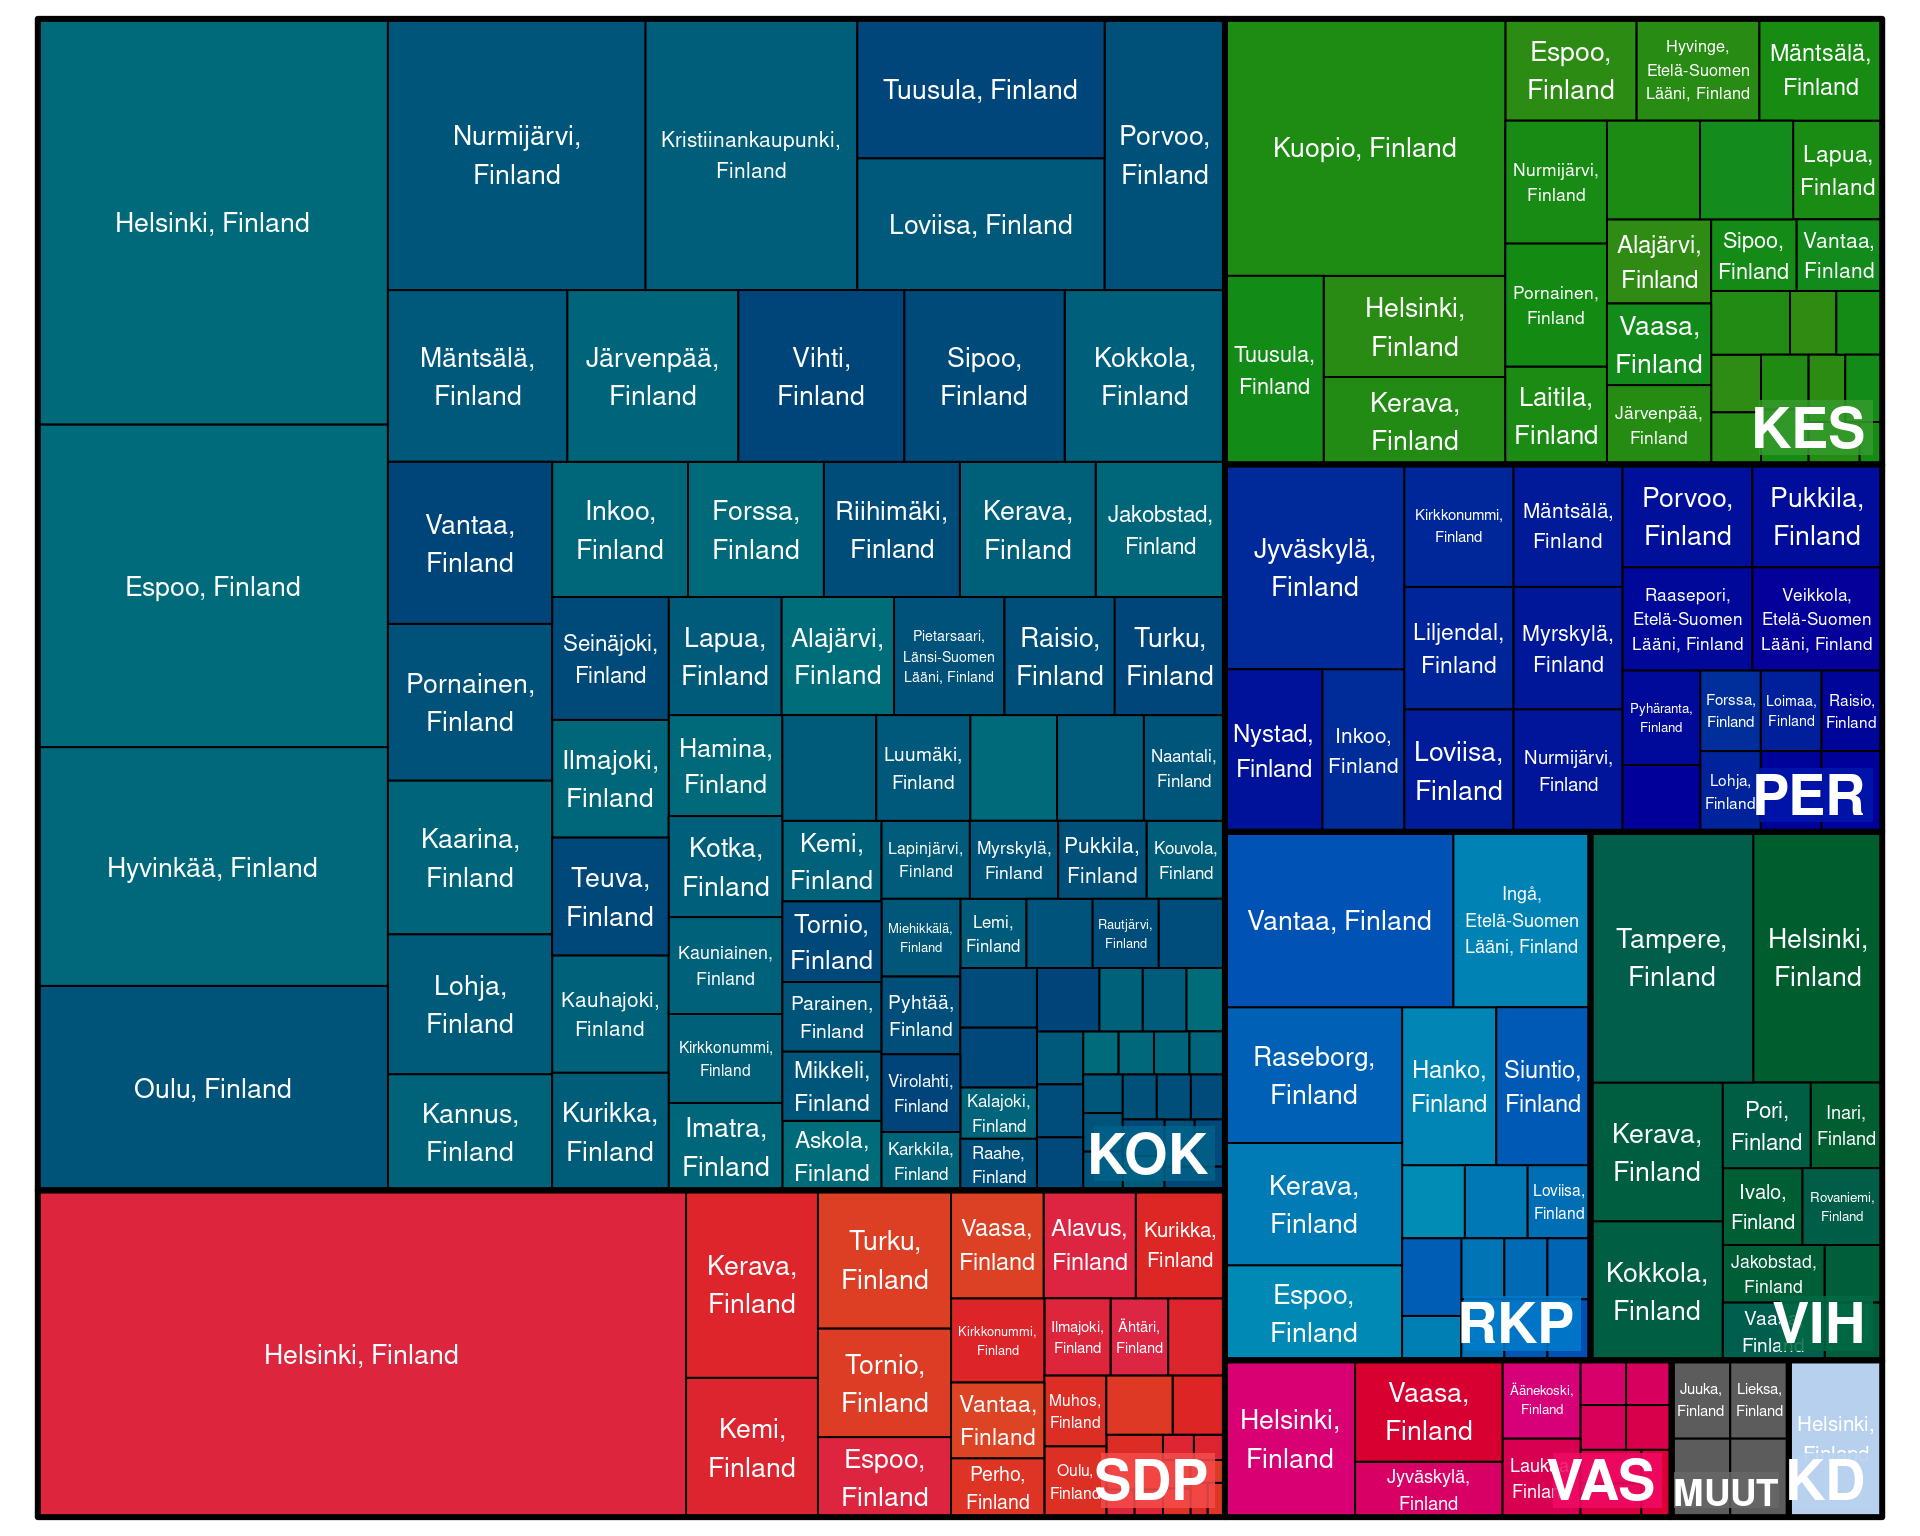 Helsinki, Finland
Espoo, Finland
Hyvinkää, Finland
Oulu, Finland
Nurmijärvi,
Finland
Kristiinankaupunki,
Finland
Tuusula, Finland
Loviisa, Finland
Porvoo,
Finland
Mäntsälä,
Finland
Järvenpää,
Finland
Vihti,
Finland
Sipoo,
Finland
Kokkola,
Finland
Vantaa,
Finland
Pornainen,
Finland
Kaarina,
Finland
Lohja,
Finland
Kannus,
Finland
Inkoo,
Finland
Forssa,
Finland
Riihimäki,
Finland
Kerava,
Finland
Jakobstad,
Finland
Seinäjoki,
Finland
Ilmajoki,
Finland
Teuva,
Finland
Kauhajoki,
Finland
Kurikka,
Finland
Lapua,
Finland
Alajärvi,
Finland
Pietarsaari,
Länsi-Suomen
Lääni, Finland
Raisio,
Finland
Turku,
Finland
Hamina,
Finland
Kotka,
Finland
Kauniainen,
Finland
Kirkkonummi,
Finland
Imatra,
Finland
Luumäki,
Finland
Naantali,
Finland
Kemi,
Finland
Tornio,
Finland
Parainen,
Finland
Mikkeli,
Finland
Askola,
Finland
Lapinjärvi,
Finland
Myrskylä,
Finland
Pukkila,
Finland
Kouvola,
Finland
Miehikkälä,
Finland
Pyhtää,
Finland
Virolahti,
Finland
Karkkila,
Finland
Lemi,
Finland
Rautjärvi,
Finland
Kalajoki,
Finland
Raahe,
Finland
KOK
Helsinki, Finland
Kerava,
Finland
Kemi,
Finland
Turku,
Finland
Tornio,
Finland
Espoo,
Finland
Vaasa,
Finland
Alavus,
Finland
Kurikka,
Finland
Kirkkonummi,
Finland
Vantaa,
Finland
Perho,
Finland
Ilmajoki,
Finland
Ähtäri,
Finland
Muhos,
Finland
Oulu,
Finland
SDP
Kuopio, Finland
Tuusula,
Finland
Helsinki,
Finland
Kerava,
Finland
Espoo,
Finland
Hyvinge,
Etelä-Suomen
Lääni, Finland
Mäntsälä,
Finland
Nurmijärvi,
Finland
Pornainen,
Finland
Laitila,
Finland
Lapua,
Finland
Alajärvi,
Finland
Sipoo,
Finland
Vantaa,
Finland
Vaasa,
Finland
Järvenpää,
Finland
KES
Jyväskylä,
Finland
Nystad,
Finland
Inkoo,
Finland
Kirkkonummi,
Finland
Mäntsälä,
Finland
Liljendal,
Finland
Myrskylä,
Finland
Loviisa,
Finland
Nurmijärvi,
Finland
Porvoo,
Finland
Pukkila,
Finland
Raasepori,
Etelä-Suomen
Lääni, Finland
Veikkola,
Etelä-Suomen
Lääni, Finland
Pyhäranta,
Finland
Forssa,
Finland
Loimaa,
Finland
Raisio,
Finland
Lohja,
Finland
PER
Vantaa, Finland
Ingå,
Etelä-Suomen
Lääni, Finland
Raseborg,
Finland
Kerava,
Finland
Espoo,
Finland
Hanko,
Finland
Siuntio,
Finland
Loviisa,
Finland
RKP
Tampere,
Finland
Helsinki,
Finland
Kerava,
Finland
Kokkola,
Finland
Pori,
Finland
Inari,
Finland
Ivalo,
Finland
Rovaniemi,
Finland
Jakobstad,
Finland
Finland
VIH
Helsinki,
Finland
Vaasa,
Finland
Jyväskylä,
Finland
Äänekoski,
Finland
VAS
Juuka,
Finland
Lieksa,
Finland
MUUT
Helsinki,
Finland
KD